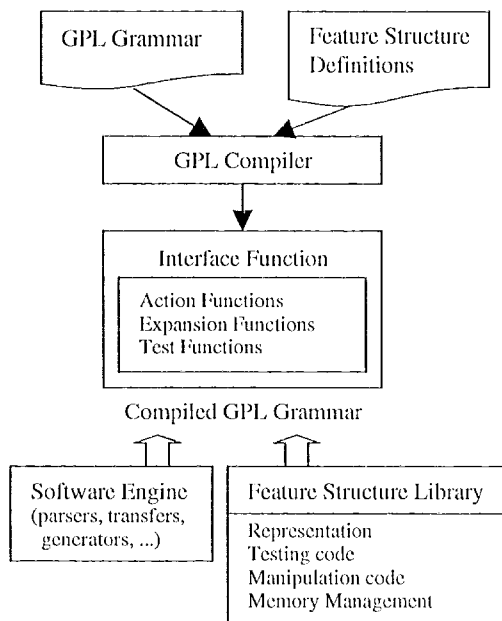 GPL Grammar
Feature Structure
Definitions
GPL Compiler
Interface Function
Action Functions
Expansion Functions
Test Functions
Compiled GPL Grammar
Software Engine
(parsers, transfers,
generators, ...)
Feature Structure Library
Representation
Testing code
Manipulation code
Memory Management